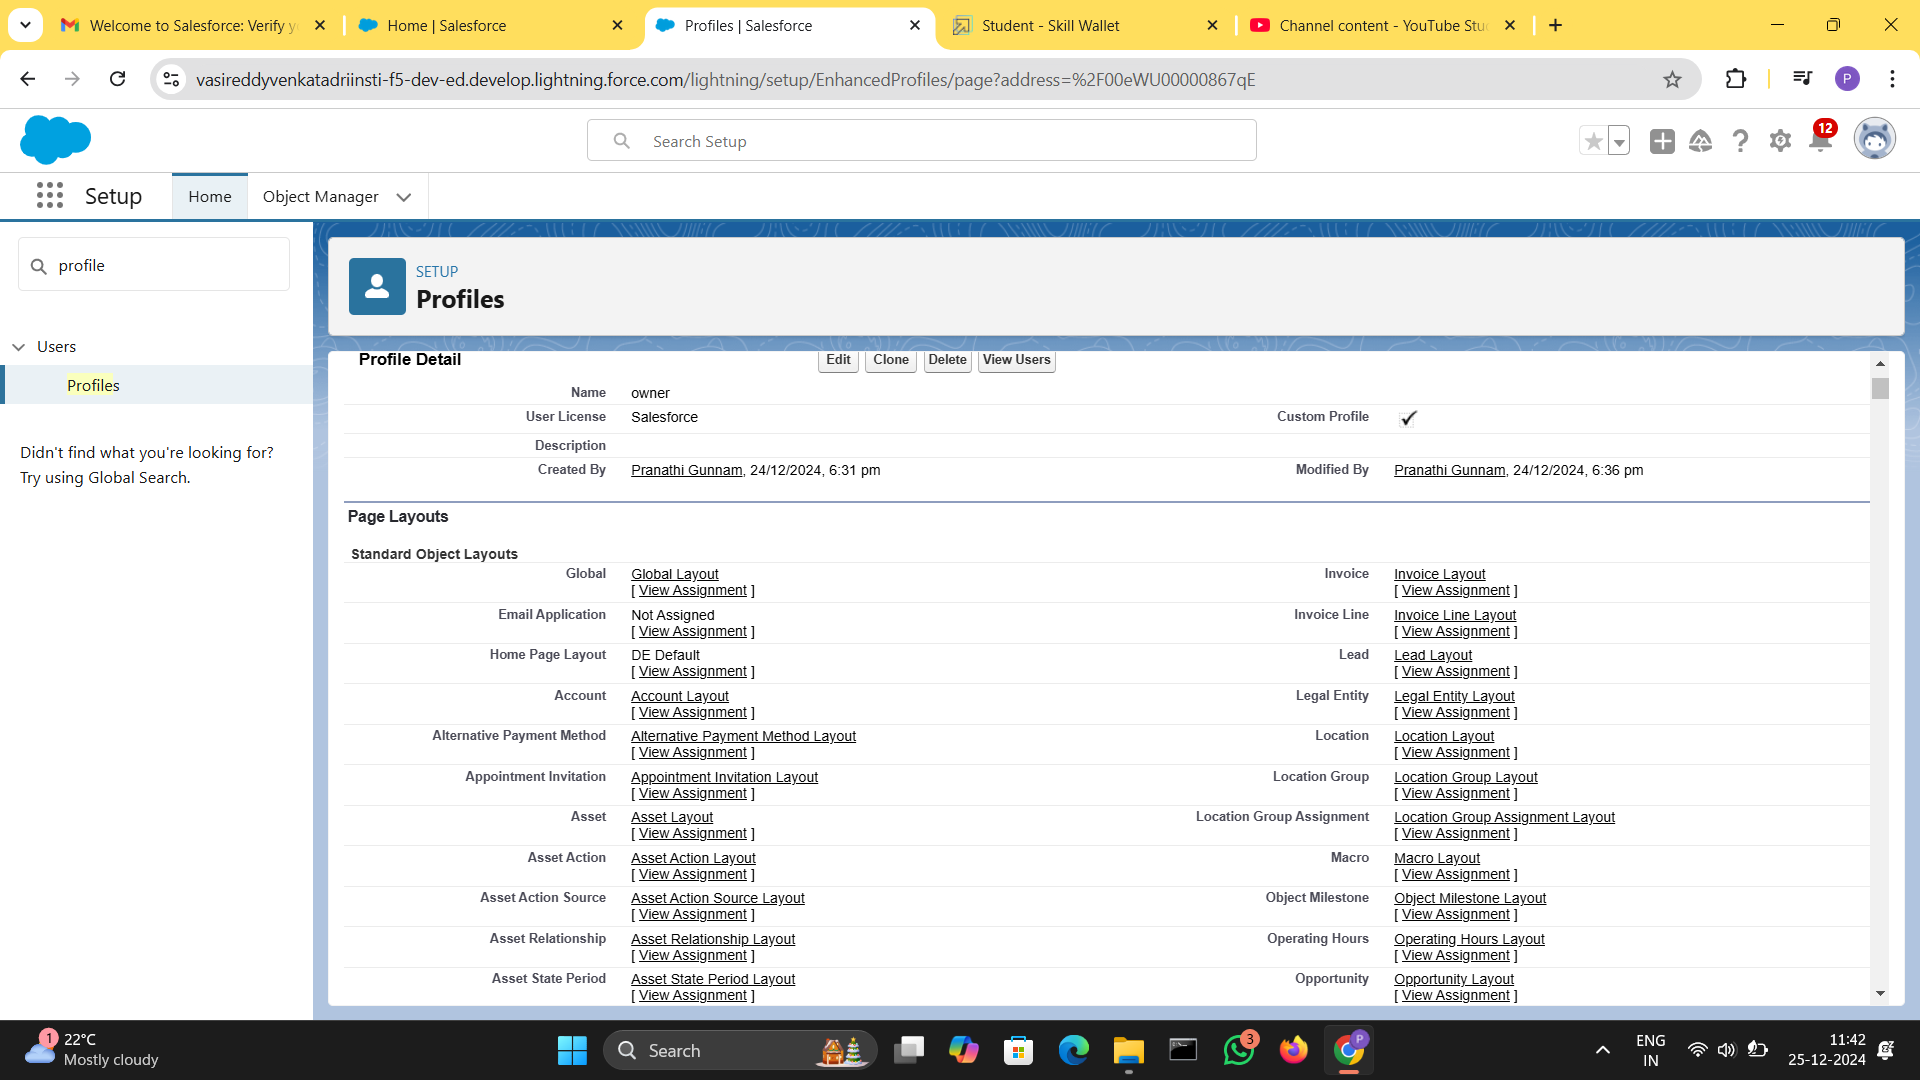 Welcome to Salesforce: Verify y
Home | Salesforce
Profiles | Salesforce
Student - Skill Wallet
Channel content - YouTube Stu
vasireddyvenkatadriinsti-f5-dev-ed.develop.lightning.force.com/lightning/setup/EnhancedProfiles/page?address=%2F00eWU00000867qE
P
Search Setup
12
Setup
Home
Object Manager
profile
Users
Profiles
Didn't find what you're looking for?
Try using Global Search.
SETUP
Profiles
Profile Detail
Edit
Clone
Delete
View Users
Name owner
User License Salesforce
Custom Profile
Description
Created By Pranathi Gunnam, 24/12/2024, 6:31 pm
Modified By Pranathi Gunnam, 24/12/2024, 6:36 pm
Page Layouts
Standard Object Layouts
Global Global Layout
[ View Assignment ]
Invoice Invoice Layout
[ View Assignment ]
Email Application Not Assigned
[ View Assignment ]
Invoice Line Invoice Line Layout
[ View Assignment ]
Home Page Layout DE Default
[ View Assignment ]
Lead Lead Layout
[ View Assignment ]
Account Account Layout
[ View Assignment ]
Legal Entity Legal Entity Layout
[ View Assignment ]
Alternative Payment Method Alternative Payment Method Layout
[ View Assignment ]
Location Location Layout
[ View Assignment ]
Appointment Invitation Appointment Invitation Layout
[ View Assignment ]
Location Group Location Group Layout
[ View Assignment ]
Asset Asset Layout
[ View Assignment ]
Location Group Assignment Location Group Assignment Layout
[ View Assignment ]
Asset Action Asset Action Layout
[ View Assignment ]
Macro Macro Layout
[ View Assignment ]
Asset Action Source Asset Action Source Layout
[ View Assignment ]
Object Milestone Object Milestone Layout
[ View Assignment ]
Asset Relationship Asset Relationship Layout
[ View Assignment ]
Operating Hours Operating Hours Layout
[ View Assignment ]
Asset State Period Asset State Period Layout
[ View Assignment ]
Opportunity Opportunity Layout
[ View Assignment ]
1
22°C
Mostly cloudy
Search
3
P
ENG
IN
11:42
25-12-2024